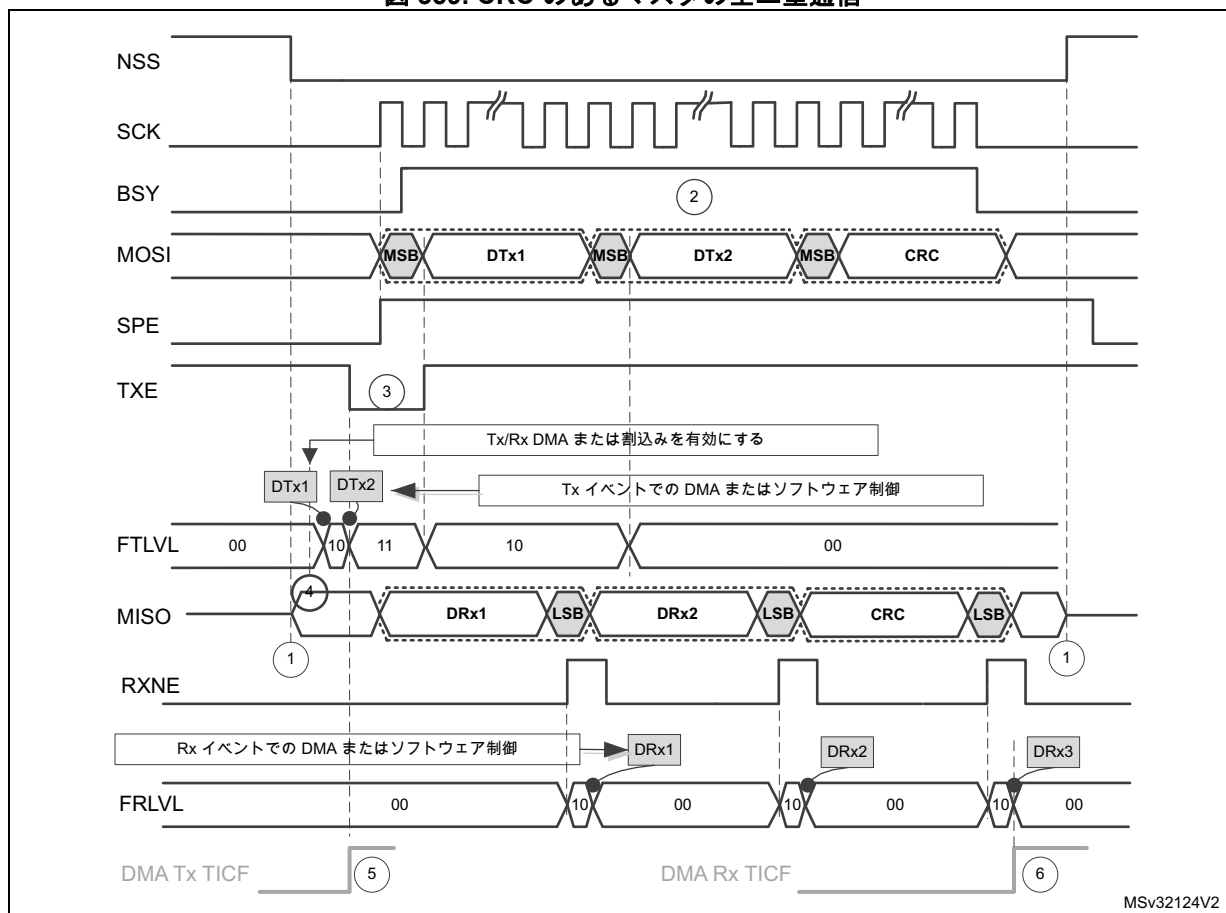 NSS
SCK
BSY
2
MOSI
MSB DTx1 MSB DTx2 MSB CRC
SPE
TXE
3
Tx/Rx DMA または割込みを有効にする
DTx1 DTx2
Tx イベントでの DMA またはソフトウェア制御
FTLVL 00 10 11 10 00
4
MISO DRx1 LSB DRx2 LSB CRC LSB
1 1
RXNE
Rx イベントでの DMA またはソフトウェア制御 DRx1 DRx2 DRx3
FRLVL 00 10 00 10 00 10 00
DMA Tx TICF 5 DMA Rx TICF 6
MSv32124V2